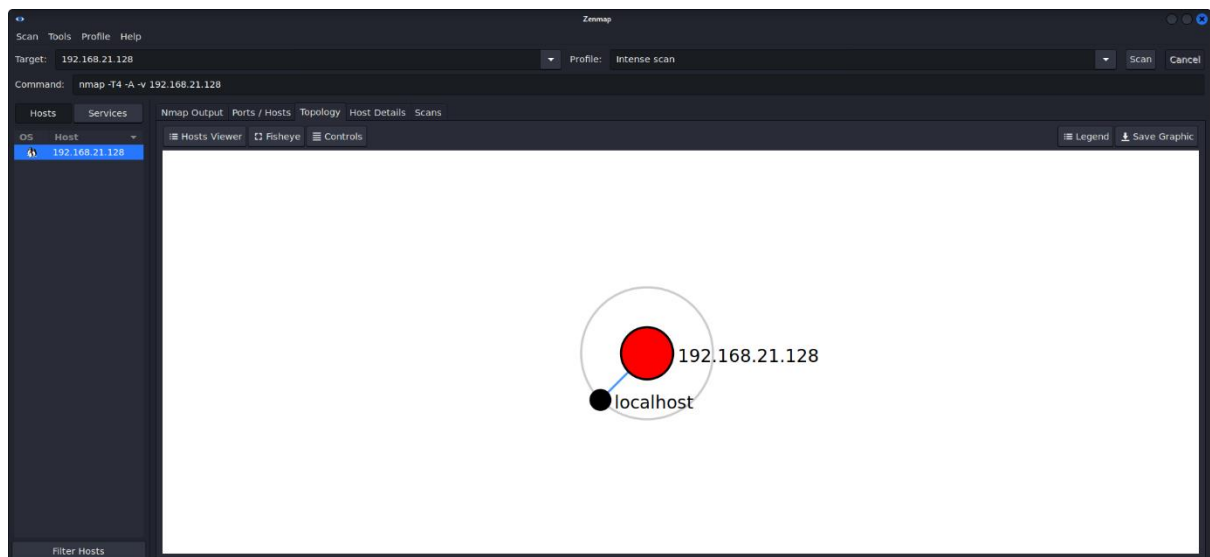 Zenmap
Scan Tools Profile Help
Target: 192.168.21.128 Profile: Intense scan Scan Cancel
Command: nmap -T4 -A -v 192.168.21.128
Hosts Services Nmap Output Ports / Hosts Topology Host Details Scans
OS Host Hosts Viewer Fisheye Controls Legend Save Graphic
192.168.21.128
192.168.21.128
localhost
Filter Hosts